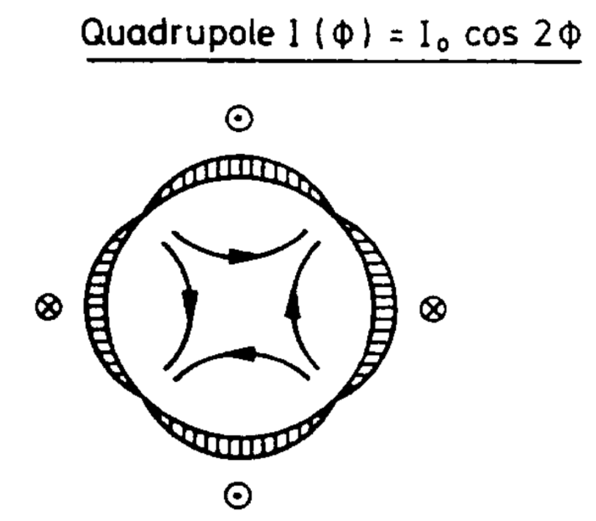 Quadrupole I (Φ) = I₀ cos 2Φ